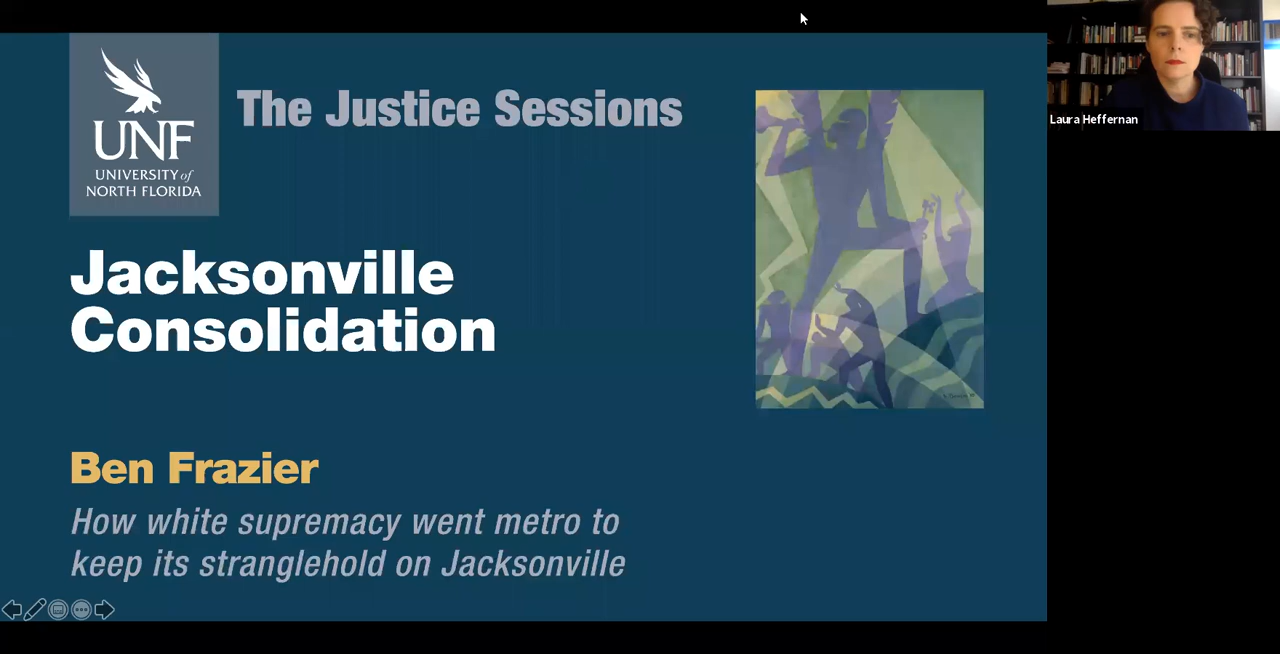 The Justice Sessions
UNF
UNIVERSITY of
NORTH FLORIDA
Jacksonville
Consolidation
Ben Frazier
How white supremacy went metro to
keep its stranglehold on Jacksonville
Laura Heffernan